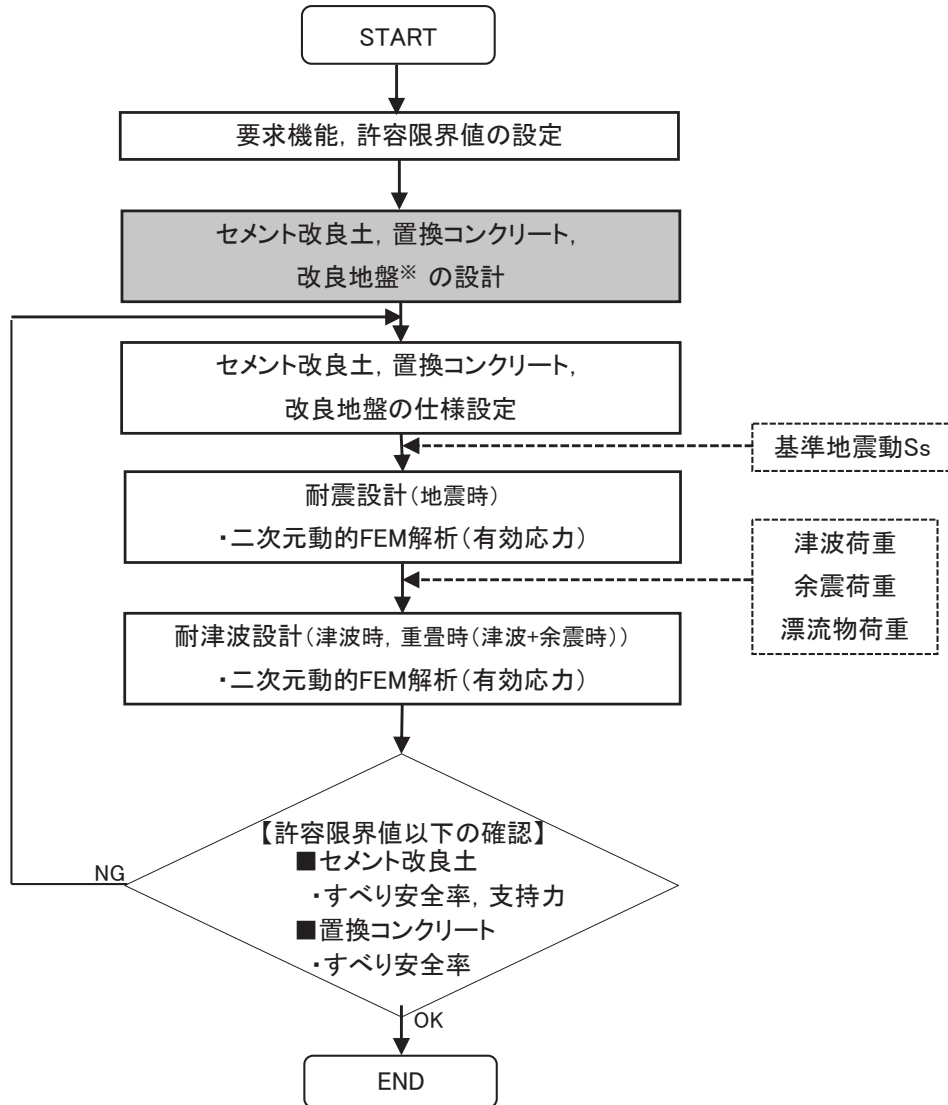 START
要求機能, 許容限界値の設定
セメント改良土, 置換コンクリート,
改良地盤※ の設計
セメント改良土, 置換コンクリート,
改良地盤の仕様設定
基準地震動Ss
耐震設計(地震時)
・二次元動的FEM解析(有効応力)
津波荷重
余震荷重
漂流物荷重
耐津波設計(津波時, 重畳時(津波+余震時))
・二次元動的FEM解析(有効応力)
【許容限界値以下の確認】
■セメント改良土
・すべり安全率, 支持力
■置換コンクリート
・すべり安全率
NG
OK
END